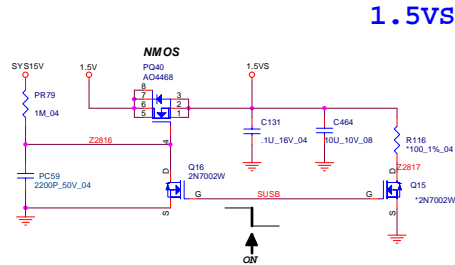 1.5VS
NMOS
SYS15V
1.5V
PQ40
AO4468
1.5VS
8
7
6
5
3
2
1
4
PR79
1M_04
Z2816
C131
.1U_16V_04
C464
10U_10V_08
R116
*100_1%_04
PC59
2200P_50V_04
Q16
2N7002W
D
G
S
SUSB
Z2817
D
G
S
Q15
*2N7002W
ON